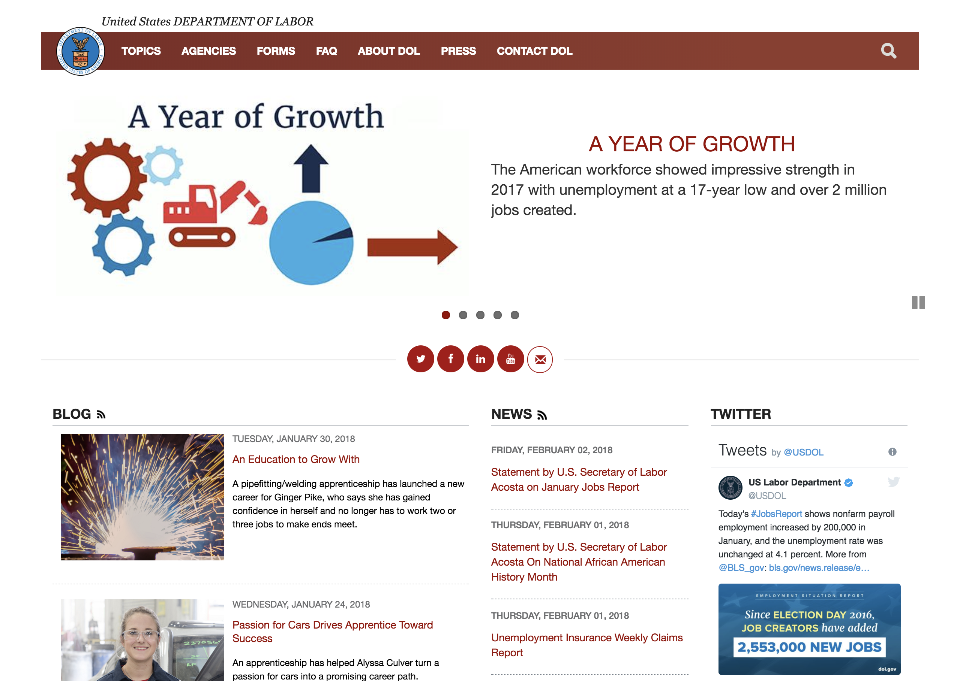 United States DEPARTMENT OF LABOR
TOPICS AGENCIES FORMS FAQ ABOUT DOL PRESS CONTACT DOL
A Year of Growth
A YEAR OF GROWTH
The American workforce showed impressive strength in
2017 with unemployment at a 17-year low and over 2 million
jobs created.
BLOG
TUESDAY, JANUARY 30, 2018
An Education to Grow With
A pipefitting/welding apprenticeship has launched a new
career for Ginger Pike, who says she has gained
confidence in herself and no longer has to work two or
three jobs to make ends meet.
WEDNESDAY, JANUARY 24, 2018
Passion for Cars Drives Apprentice Toward
Success
An apprenticeship has helped Alyssa Culver turn a
passion for cars into a promising career path.
NEWS
FRIDAY, FEBRUARY 02, 2018
Statement by U.S. Secretary of Labor
Acosta on January Jobs Report
THURSDAY, FEBRUARY 01, 2018
Statement by U.S. Secretary of Labor
Acosta On National African American
History Month
THURSDAY, FEBRUARY 01, 2018
Unemployment Insurance Weekly Claims
Report
TWITTER
Tweets by @USDOL
US Labor Department
@USDOL
Today's #JobsReport shows nonfarm payroll
employment increased by 200,000 in
January, and the unemployment rate was
unchanged at 4.1 percent. More from
@BLS_gov: bls.gov/news.release/e…
EMPLOYMENT SITUATION REPORT
Since ELECTION DAY 2016,
JOB CREATORS have added
2,553,000 NEW JOBS
dol.gov